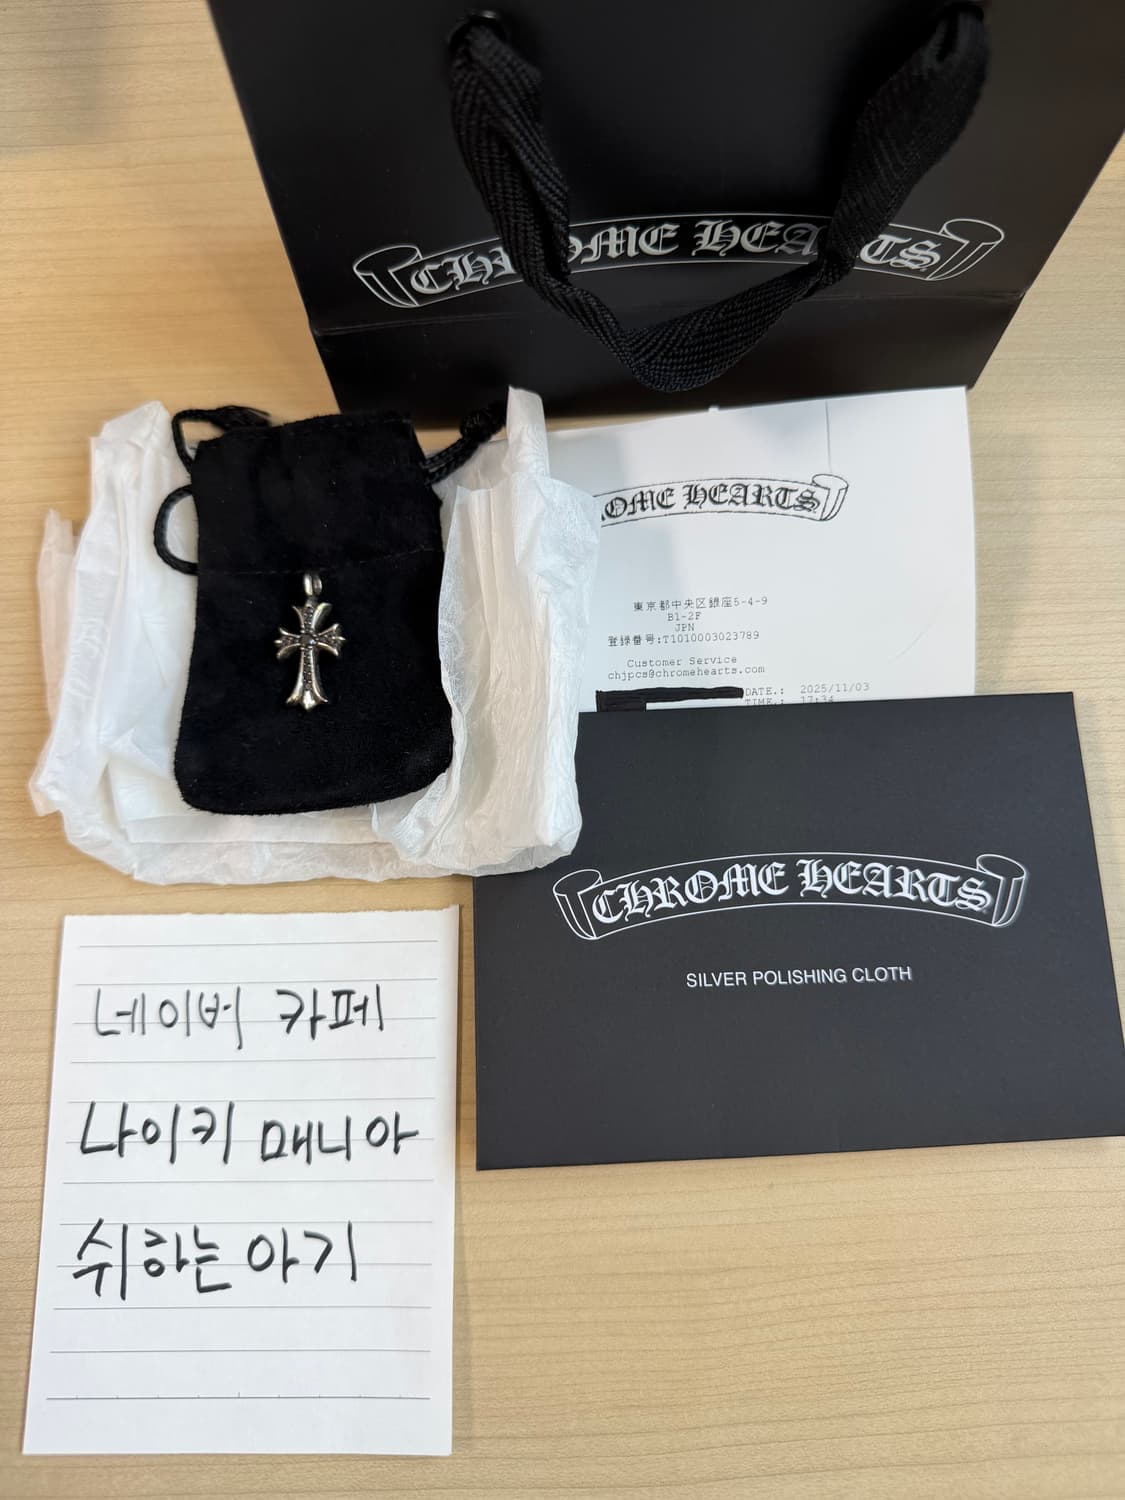 CHROME HEARTS
ROME HEARTS
東京都中央区銀座5-4-9
B1-2F
JPN
登録番号:T1010003023789
Customer Service
chjpcs@chromehearts.com
DATE.: 2025/11/03
TIME.: 17:34
CHROME HEARTS
SILVER POLISHING CLOTH
네이버 카페
나이키 매니아
쉬하는 아기